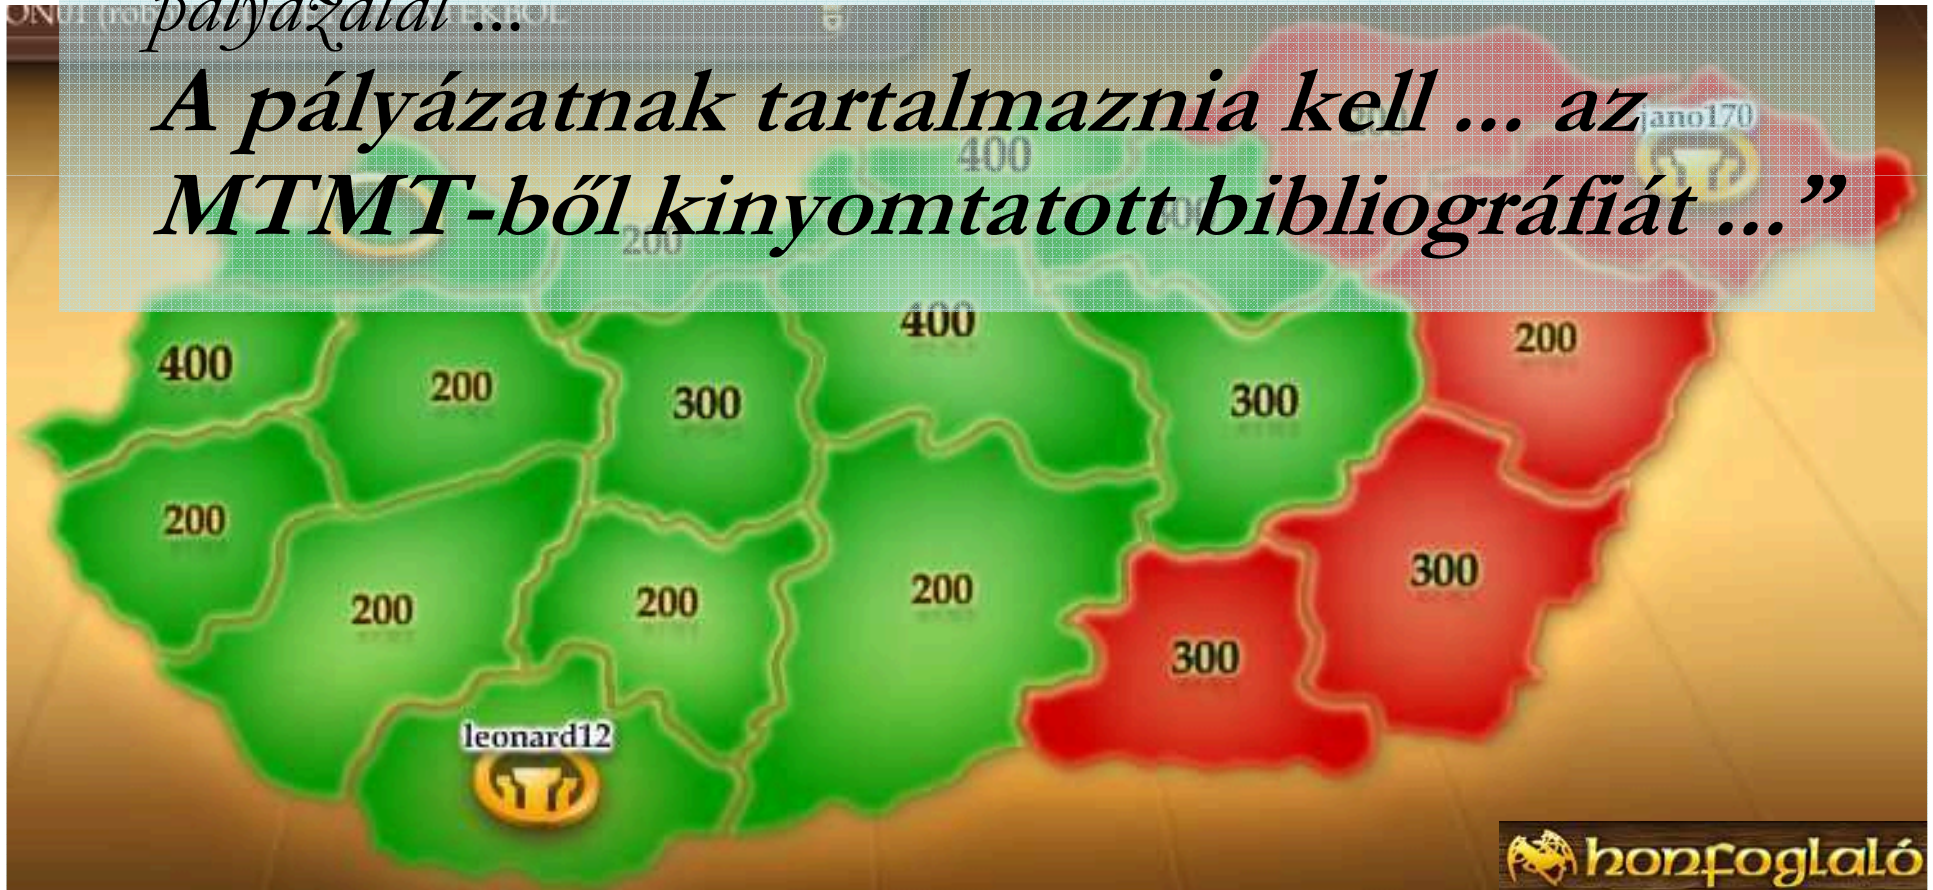 pályázatát ...
A pályázatnak tartalmaznia kell ... az
MTMT-ből kinyomtatott bibliográfiát ...”
jano170
400
200
400
400
200
300
300
200
200
200
200
200
300
300
leonard12
honfoglaló